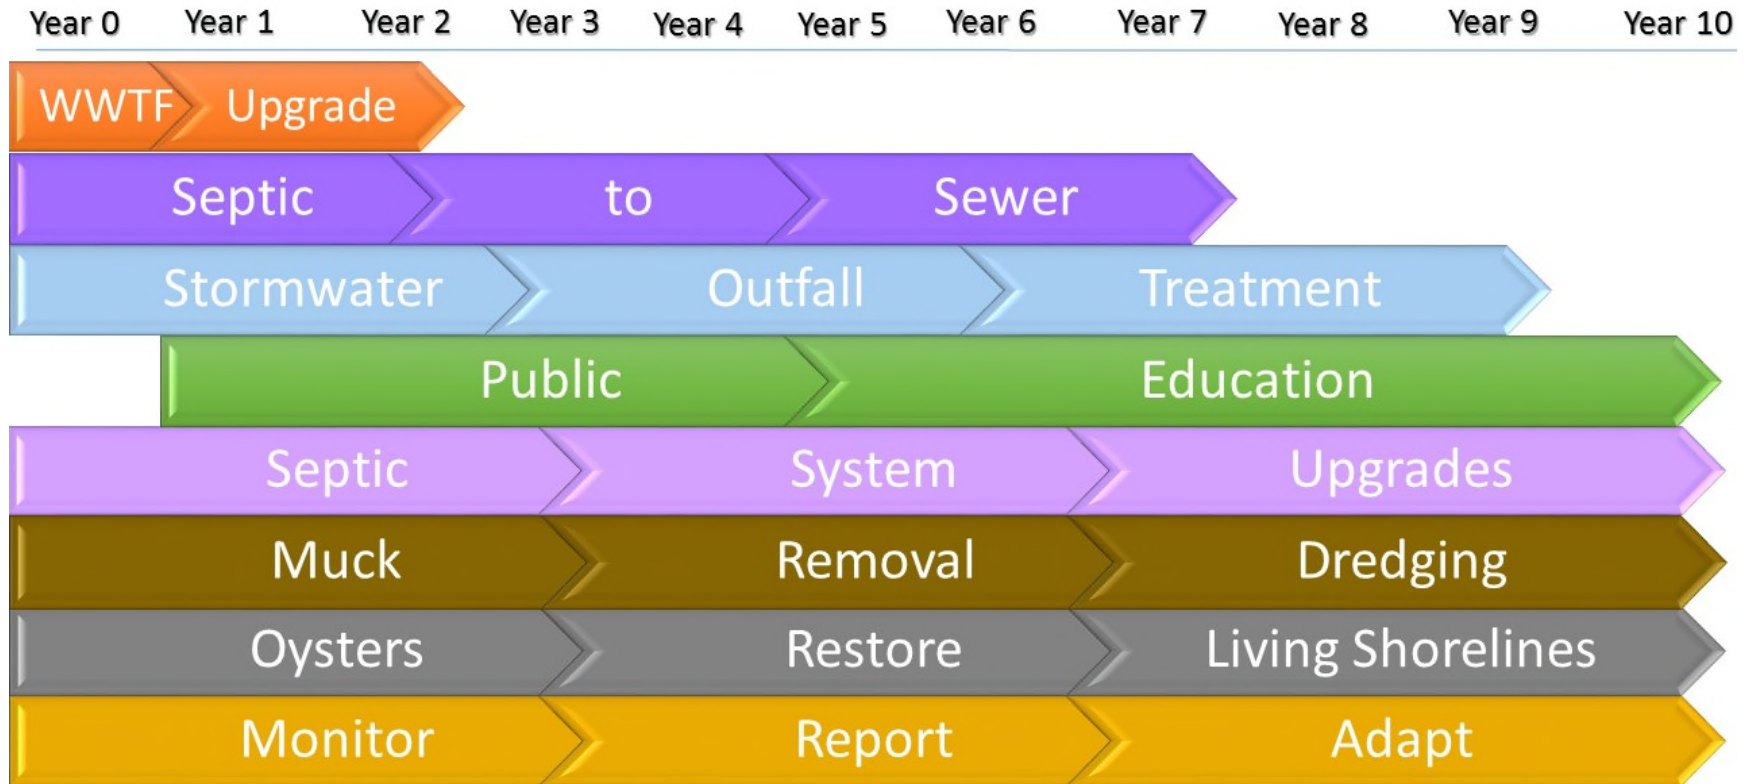 Year 0 Year 1 Year 2 Year 3 Year 4 Year 5 Year 6 Year 7 Year 8 Year 9 Year 10
WWTF Upgrade
Septic to Sewer
Stormwater Outfall Treatment
Public Education
Septic System Upgrades
Muck Removal Dredging
Oysters Restore Living Shorelines
Monitor Report Adapt